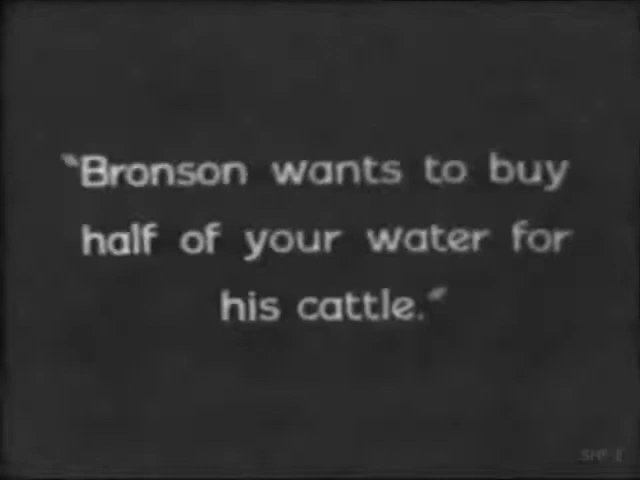 "Bronson wants to buy
half of your water for
his cattle."